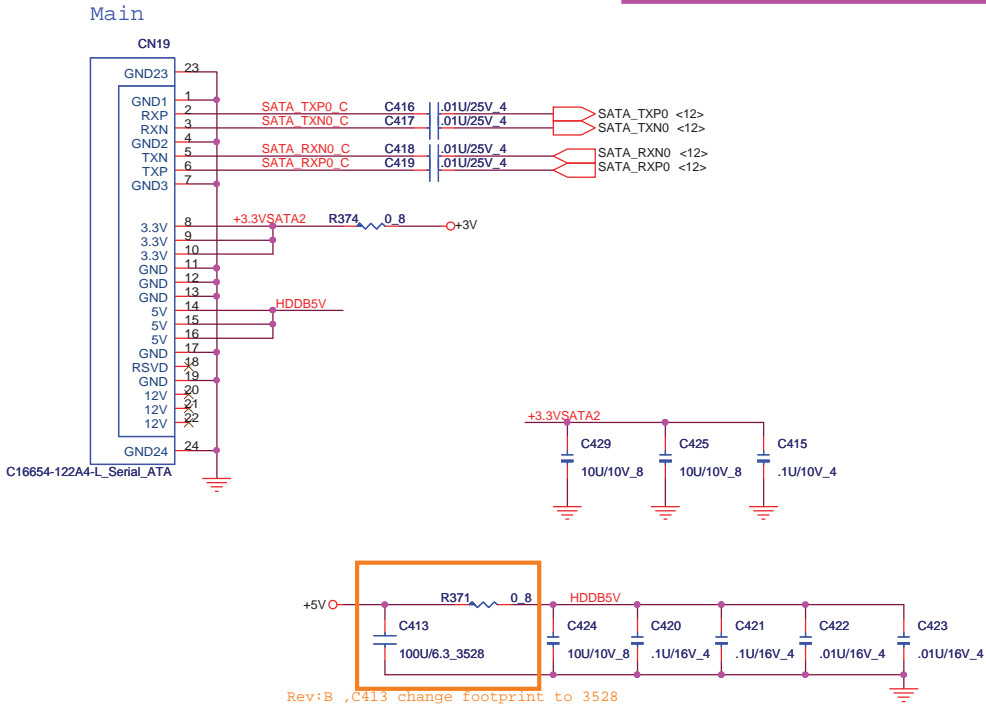 Main
CN19
GND23 23
GND1 1
RXP 2 SATA_TXP0_C C416 .01U/25V_4 SATA_TXP0 <12>
RXN 3 SATA_TXN0_C C417 .01U/25V_4 SATA_TXN0 <12>
GND2 4
TXN 5 SATA_RXN0_C C418 .01U/25V_4 SATA_RXN0 <12>
TXP 6 SATA_RXP0_C C419 .01U/25V_4 SATA_RXP0 <12>
GND3 7
3.3V 8 +3.3VSATA2 R374 0_8 +3V
3.3V 9
3.3V 10
GND 11
GND 12
GND 13
5V 14 HDDB5V
5V 15
5V 16
GND 17
RSVD 18
GND 19
12V 20
12V 21
12V 22
GND24 24
C16654-122A4-L_Serial_ATA
+3.3VSATA2
C429 C425 C415
10U/10V_8 10U/10V_8 .1U/10V_4
+5V R371 0_8 HDDB5V
C413 C424 C420 C421 C422 C423
100U/6.3_3528 10U/10V_8 .1U/16V_4 .1U/16V_4 .01U/16V_4 .01U/16V_4
Rev:B ,C413 change footprint to 3528